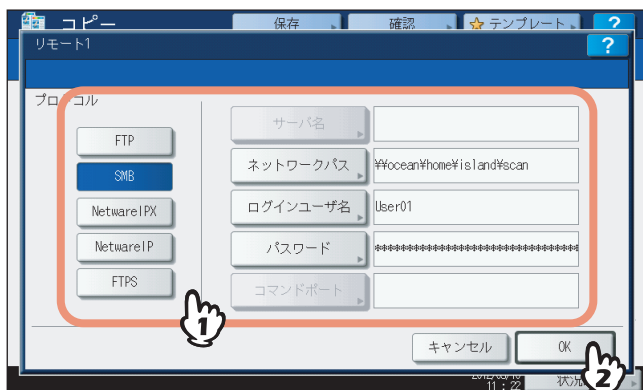 コピー 保存 確認 テンプレート ?
リモート1 ?
プロトコル
FTP
SMB
NetwareIPX
NetwareIP
FTPS
サーバ名
ネットワークパス ¥¥ocean¥home¥island¥scan
ログインユーザ名 User01
パスワード ************************************
コマンドポート
1
キャンセル OK
2
11:22 状況